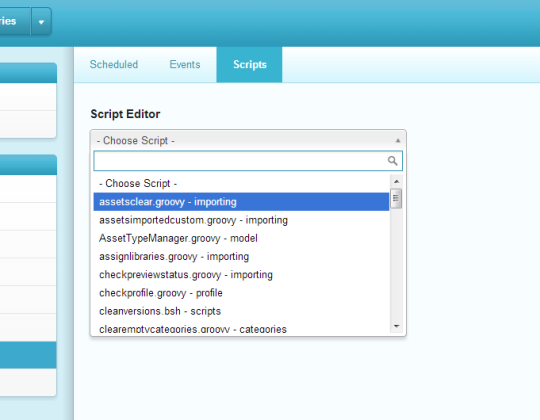 ries
Scheduled Events Scripts
Script Editor
- Choose Script -
- Choose Script -
assetsclear.groovy - importing
assetsimportedcustom.groovy - importing
AssetTypeManager.groovy - model
assignlibraries.groovy - importing
checkpreviewstatus.groovy - importing
checkprofile.groovy - profile
cleanversions.bsh - scripts
clearemptycategories.groovy - categories